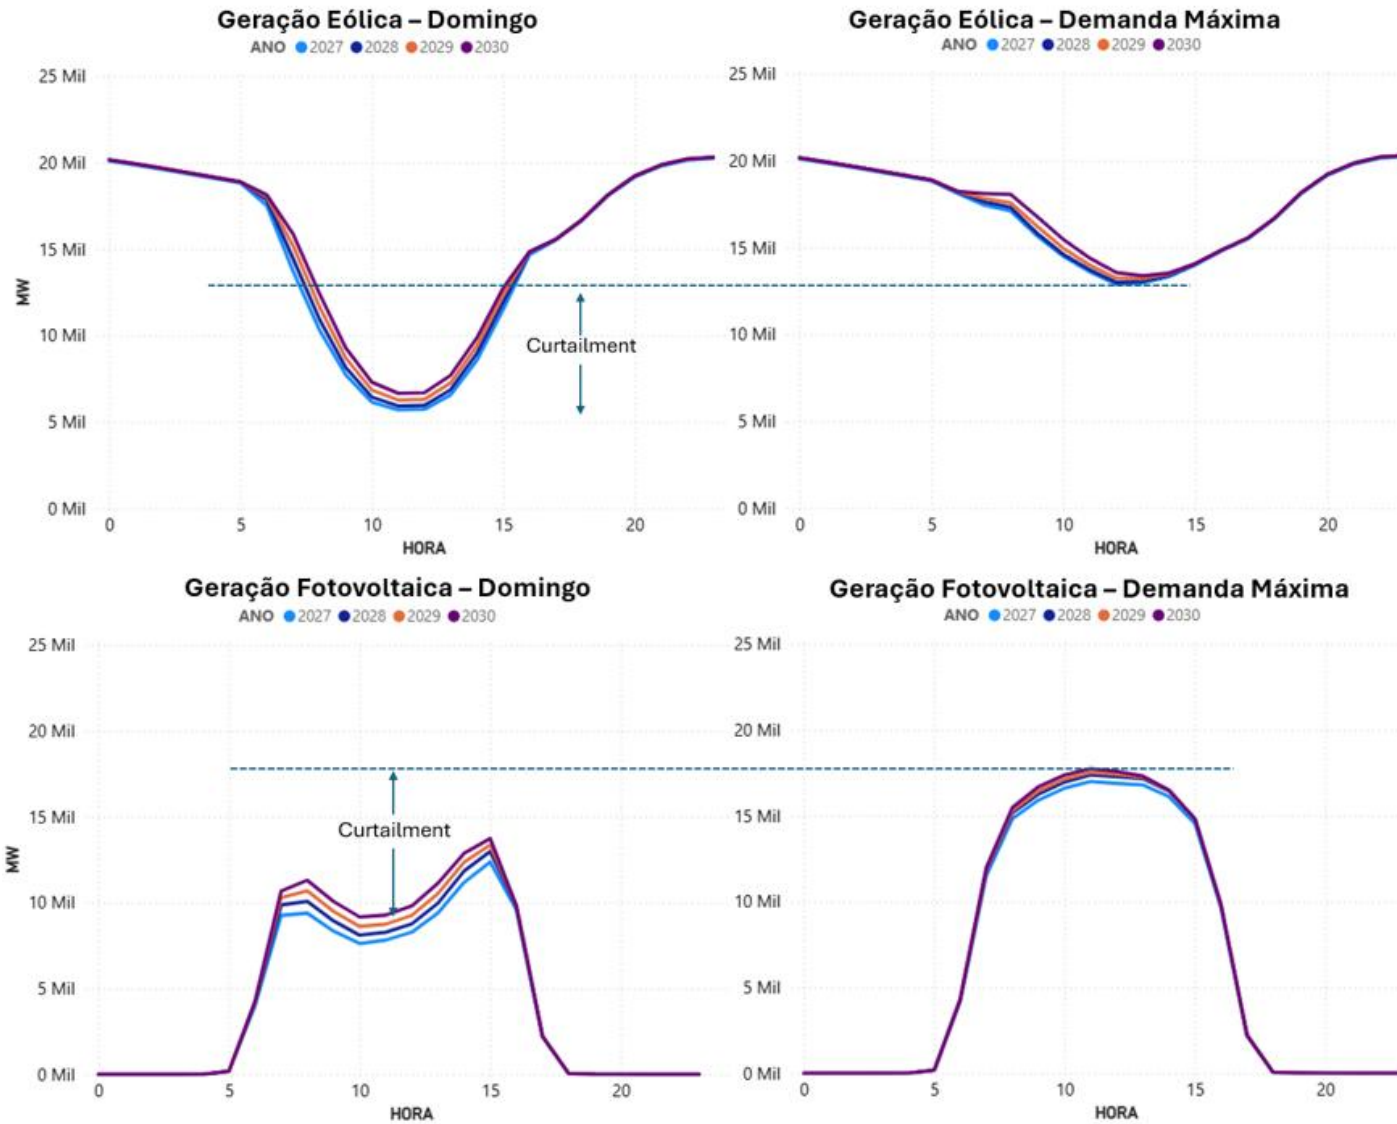 Geração Eólica – Domingo
ANO 2027 2028 2029 2030
25 Mil
20 Mil
15 Mil
10 Mil
5 Mil
0 Mil
MW
Curtailment
0 5 10 15 20
HORA
Geração Eólica – Demanda Máxima
ANO 2027 2028 2029 2030
25 Mil
20 Mil
15 Mil
10 Mil
5 Mil
0 Mil
0 5 10 15 20
HORA
Geração Fotovoltaica – Domingo
ANO 2027 2028 2029 2030
25 Mil
20 Mil
15 Mil
10 Mil
5 Mil
0 Mil
MW
Curtailment
0 5 10 15 20
HORA
Geração Fotovoltaica – Demanda Máxima
ANO 2027 2028 2029 2030
25 Mil
20 Mil
15 Mil
10 Mil
5 Mil
0 Mil
0 5 10 15 20
HORA